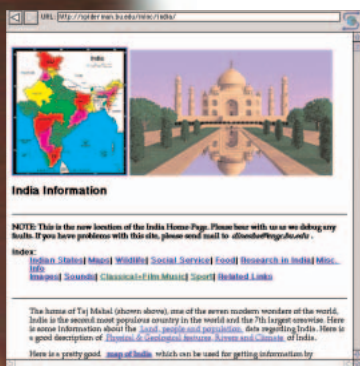 URL: http://spiderman.bu.edu/misc/india/
India
India Information
NOTE: This is the new location of the India Home-Page. Please bear with us as we debug any
faults. If you have problems with this site, please send mail to dinesha@engr.bu.edu .
Index:
Indian States| Maps| Wildlife| Social Service| Food| Research in India| Misc.
Info
Images| Sounds| Classical+Film Music| Sport| Related Links
The home of Taj Mahal (shown above), one of the seven modern wonders of the world,
India is the second most populous country in the world and the 7th largest areawise. Here
is some information about the Land, people and population, data regarding India. Here is
a good description of Physical & Geological features, Rivers and Climate of India.
Here is a pretty good map of India which can be used for getting information by